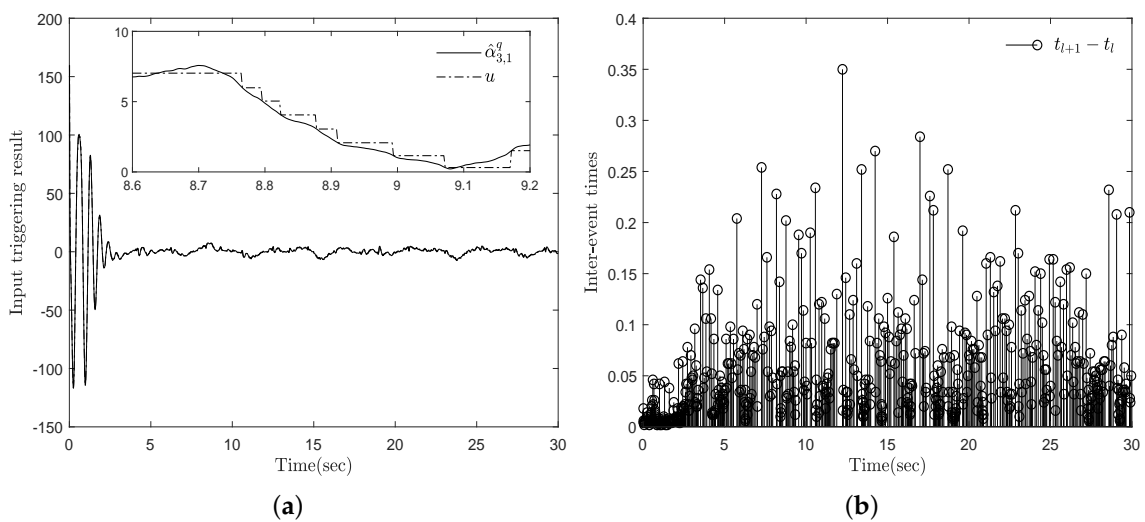 200
150
100
50
0
-50
-100
-150
0 5 10 15 20 25 30
Input triggering result
Time(sec)
10
5
0
8.6 8.7 8.8 8.9 9 9.1 9.2
α̂^q_{3,1}
u
(a)
0.4
0.35
0.3
0.25
0.2
0.15
0.1
0.05
0
0 5 10 15 20 25 30
Inter-event times
Time(sec)
t_{l+1} − t_l
(b)